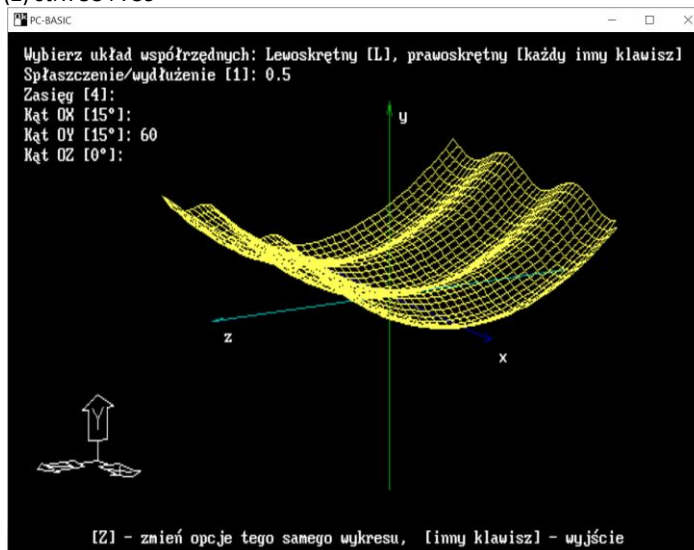 PC-BASIC
Wybierz układ współrzędnych: Lewoskrętny [L], prawoskrętny [każdy inny klawisz]
Spłaszczenie/wydłużenie [1]: 0.5
Zasięg [4]:
Kąt OX [15°]:
Kąt OY [15°]: 60
Kąt OZ [0°]:
y
z
x
Y
[Z] - zmień opcje tego samego wykresu, [inny klawisz] - wyjście